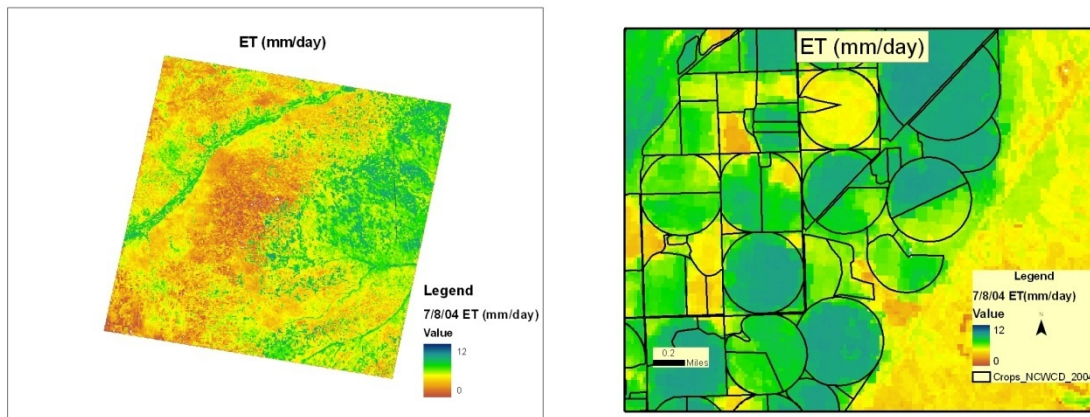 ET (mm/day)
Legend
7/8/04 ET (mm/day)
Value
12
0
ET (mm/day)
0.2
Miles
Legend
7/8/04 ET(mm/day)
Value
12
0
N
Crops_NCWCD_2004